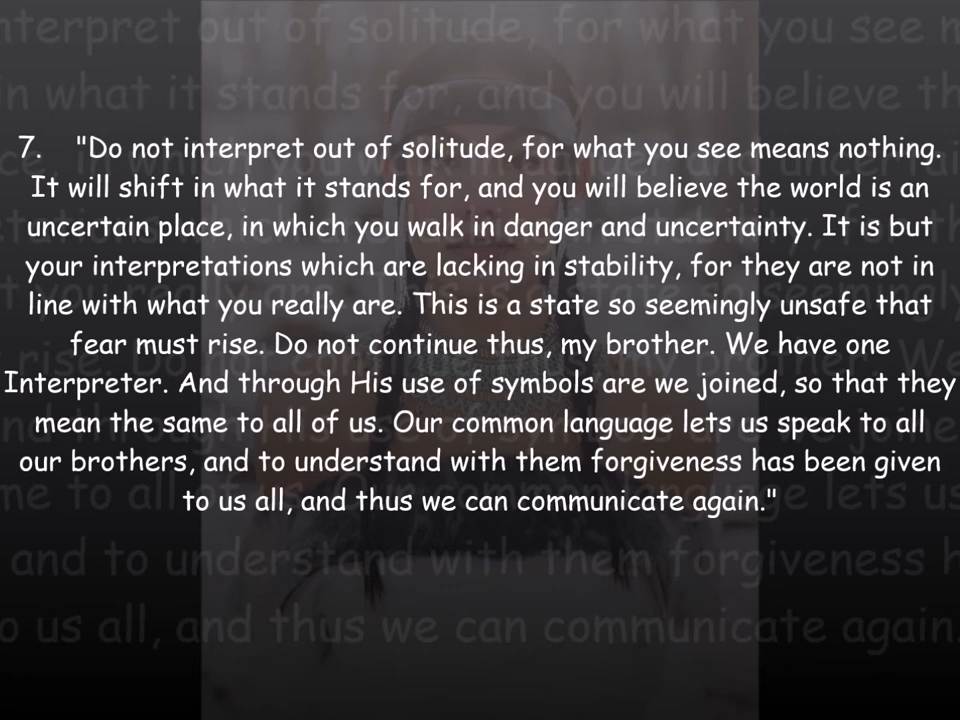 7. "Do not interpret out of solitude, for what you see means nothing.
It will shift in what it stands for, and you will believe the world is an
uncertain place, in which you walk in danger and uncertainty. It is but
your interpretations which are lacking in stability, for they are not in
line with what you really are. This is a state so seemingly unsafe that
fear must rise. Do not continue thus, my brother. We have one
Interpreter. And through His use of symbols are we joined, so that they
mean the same to all of us. Our common language lets us speak to all
our brothers, and to understand with them forgiveness has been given
to us all, and thus we can communicate again."